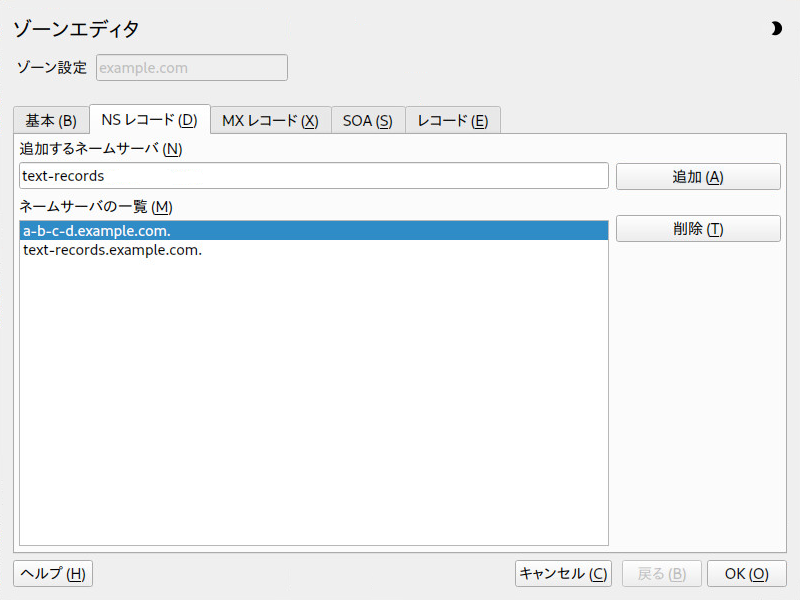 ゾーンエディタ
ゾーン設定 example.com
基本 (B) NS レコード (D) MX レコード (X) SOA (S) レコード (E)
追加するネームサーバ (N)
text-records 追加 (A)
ネームサーバの一覧 (M)
a-b-c-d.example.com. 削除 (T)
text-records.example.com.
ヘルプ (H) キャンセル (C) 戻る (B) OK (O)